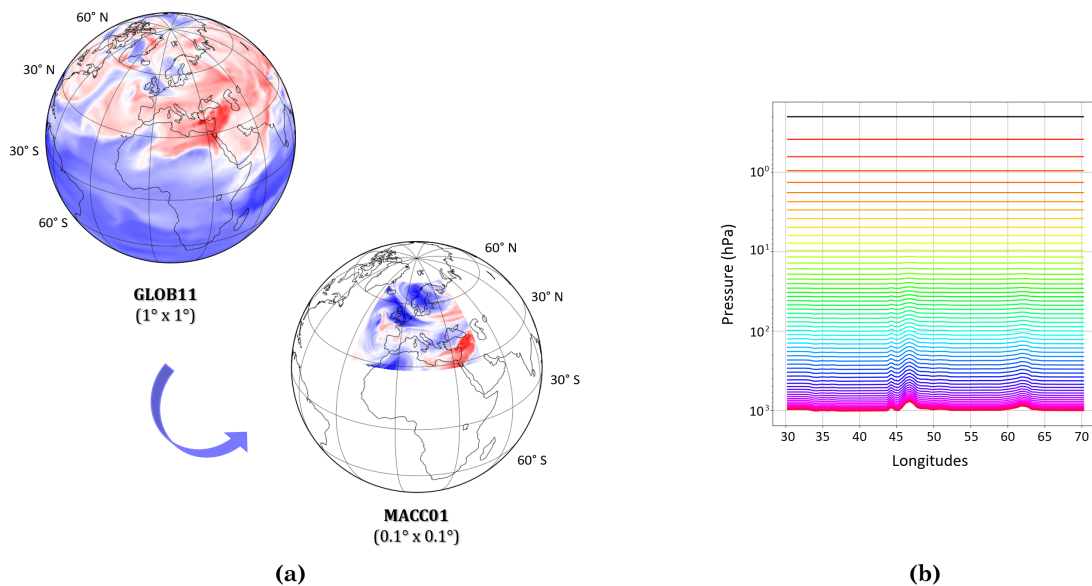 60° N
30° N
30° S
60° S
GLOB11
(1° x 1°)
60° N
30° N
30° S
60° S
MACC01
(0.1° x 0.1°)
(a)
Pressure (hPa)
10⁰
10¹
10²
10³
30 35 40 45 50 55 60 65 70
Longitudes
(b)